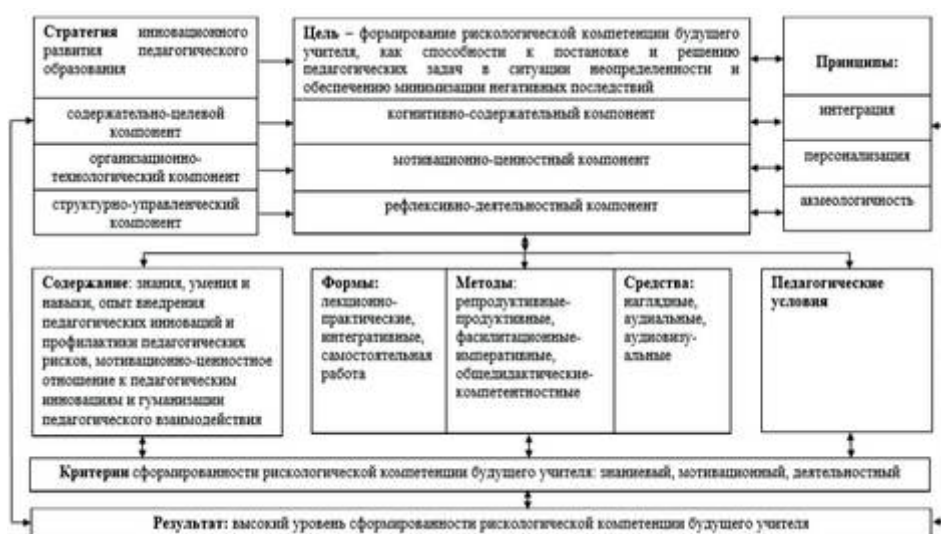 Стратегия инновационного
развития педагогического
образования
содержательно-целевой
компонент
организационно-
технологический компонент
структурно-управленческий
компонент
Цель – формирование рискологической компетенции будущего
учителя, как способности к постановке и решению
педагогических задач в ситуации неопределенности и
обеспечению минимизации негативных последствий
когнитивно-содержательный компонент
мотивационно-ценностный компонент
рефлексивно-деятельностный компонент
Принципы:
интеграция
персонализация
акмеологичность
Содержание: знания, умения и
навыки, опыт внедрения
педагогических инноваций и
профилактики педагогических
рисков, мотивационно-ценностное
отношение к педагогическим
инновациям и гуманизации
педагогического взаимодействия
Формы:
лекционно-
практические,
интегративные,
самостоятельная
работа
Методы:
репродуктивные-
продуктивные,
фасилитационные-
императивные,
общедидактические-
компетентностные
Средства:
наглядные,
аудиальные,
аудиовизу-
альные
Педагогические
условия
Критерии сформированности рискологической компетенции будущего учителя: знаниевый, мотивационный, деятельностный
Результат: высокий уровень сформированности рискологической компетенции будущего учителя